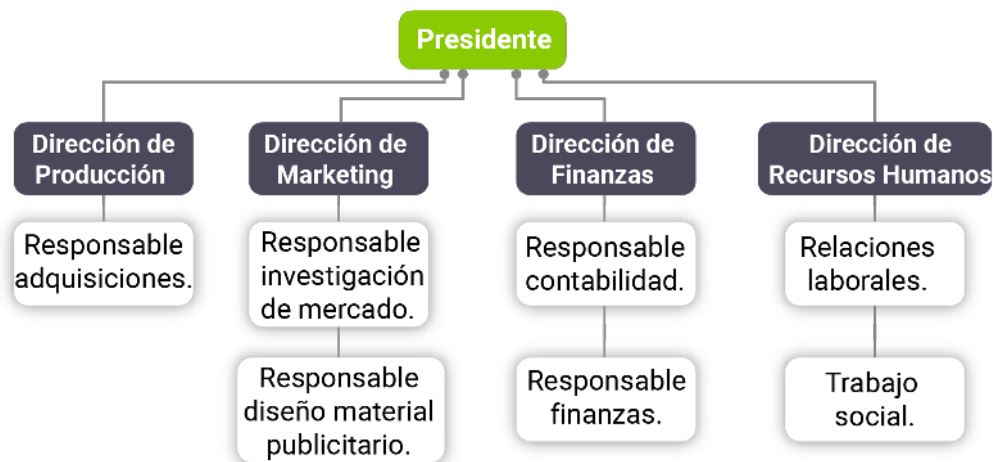 Presidente
Dirección de
Producción
Dirección de
Marketing
Dirección de
Finanzas
Dirección de
Recursos Humanos
Responsable
adquisiciones.
Responsable
investigación
de mercado.
Responsable
contabilidad.
Relaciones
laborales.
Responsable
diseño material
publicitario.
Responsable
finanzas.
Trabajo
social.